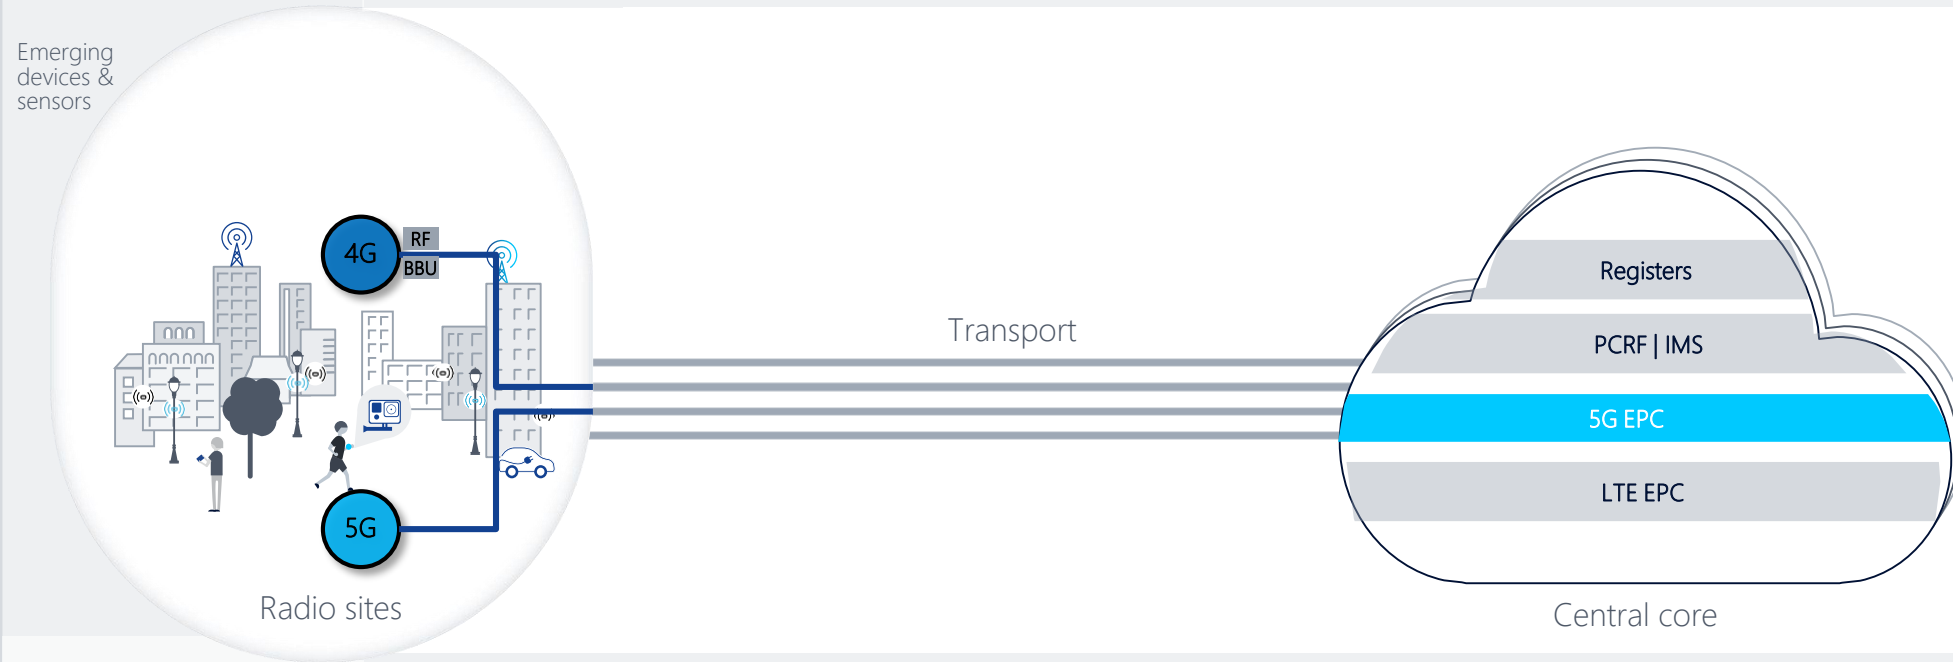 Emerging
devices &
sensors
4G
RF
BBU
5G
Radio sites
Transport
Registers
PCRF | IMS
5G EPC
LTE EPC
Central core